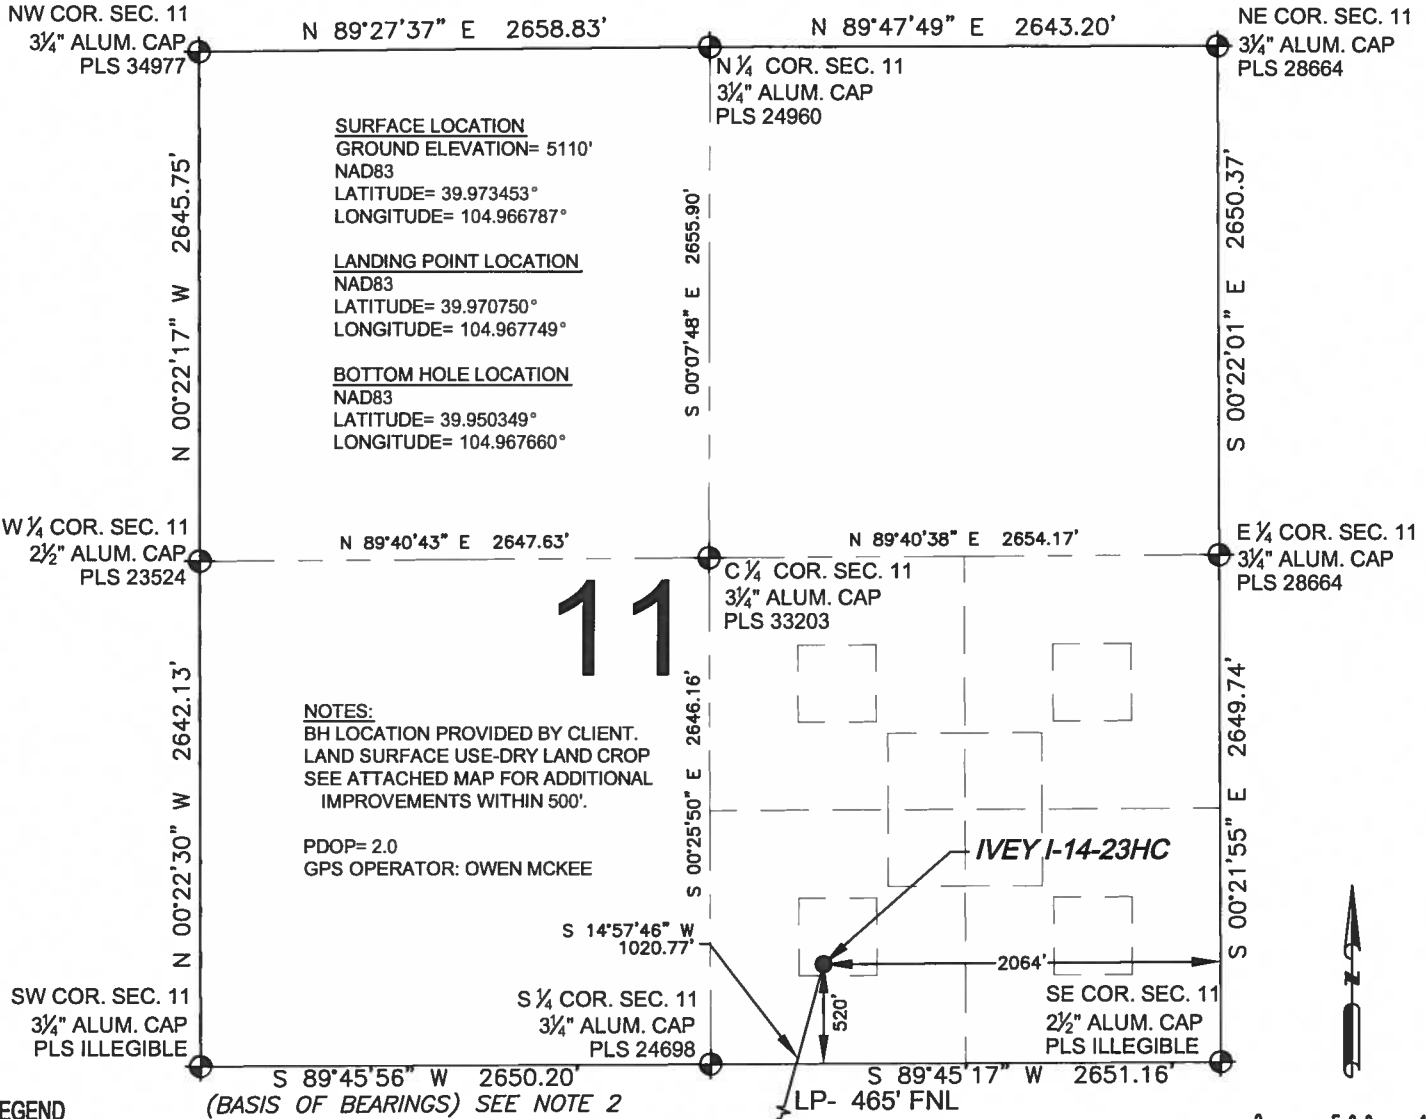 NW COR. SEC. 11
3¼" ALUM. CAP
PLS 34977
N 89°27'37" E 2658.83'
N 89°47'49" E 2643.20'
NE COR. SEC. 11
3¼" ALUM. CAP
PLS 28664
N ¼ COR. SEC. 11
3¼" ALUM. CAP
PLS 24960
SURFACE LOCATION
GROUND ELEVATION= 5110'
NAD83
LATITUDE= 39.973453°
LONGITUDE= 104.966787°
LANDING POINT LOCATION
NAD83
LATITUDE= 39.970750°
LONGITUDE= 104.967749°
BOTTOM HOLE LOCATION
NAD83
LATITUDE= 39.950349°
LONGITUDE= 104.967660°
N 00°22'17" W 2645.75'
S 00°07'48" E 2655.90'
S 00°22'01" E 2650.37'
W ¼ COR. SEC. 11
2½" ALUM. CAP
PLS 23524
N 89°40'43" E 2647.63'
N 89°40'38" E 2654.17'
E ¼ COR. SEC. 11
3¼" ALUM. CAP
PLS 28664
C ¼ COR. SEC. 11
3¼" ALUM. CAP
PLS 33203
11
NOTES:
BH LOCATION PROVIDED BY CLIENT.
LAND SURFACE USE-DRY LAND CROP
SEE ATTACHED MAP FOR ADDITIONAL
IMPROVEMENTS WITHIN 500'.
PDOP= 2.0
GPS OPERATOR: OWEN MCKEE
N 00°22'30" W 2642.13'
S 00°25'50" E 2646.16'
S 00°21'55" E 2649.74'
IVEY I-14-23HC
S 14°57'46" W
1020.77'
2064'
520'
SW COR. SEC. 11
3¼" ALUM. CAP
PLS ILLEGIBLE
S ¼ COR. SEC. 11
3¼" ALUM. CAP
PLS 24698
SE COR. SEC. 11
2½" ALUM. CAP
PLS ILLEGIBLE
S 89°45'56" W 2650.20'
S 89°45'17" W 2651.16'
(BASIS OF BEARINGS) SEE NOTE 2
LP- 465' FNL
EGEND